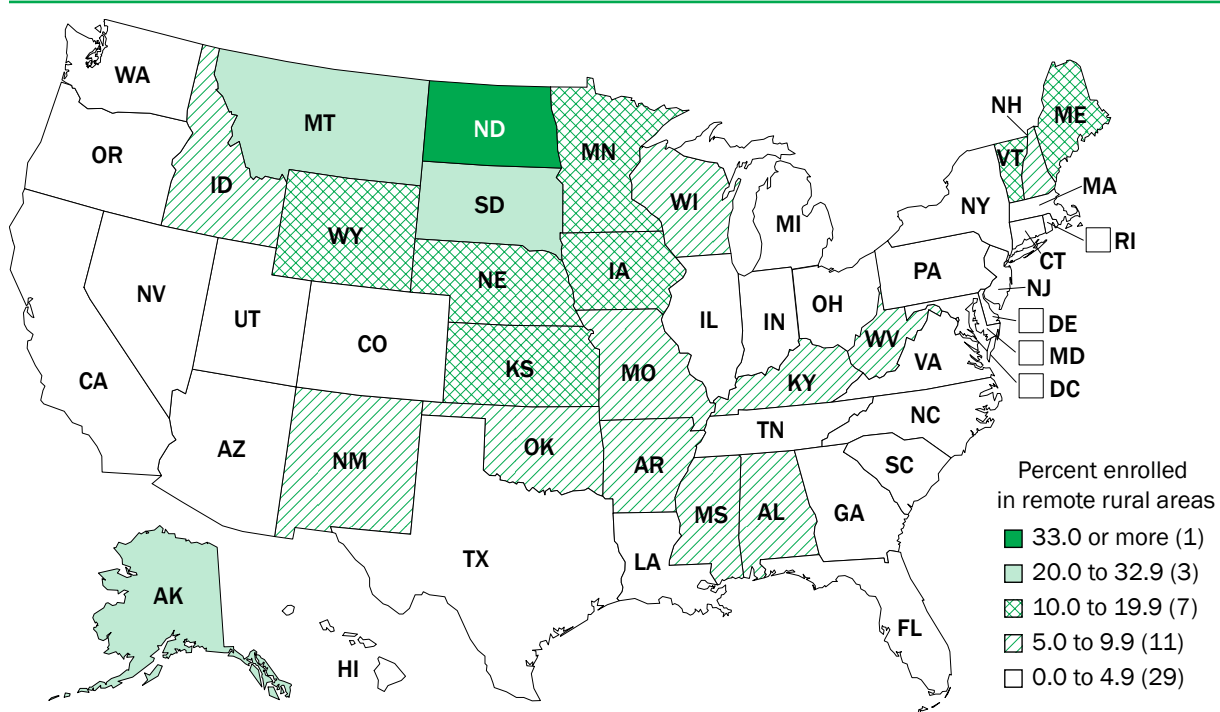 WA
MT
ND
MN
NH
ME
OR
ID
VT
MA
SD
WI
NY
WY
MI
RI
CT
IA
PA
NE
NJ
NV
OH
UT
IL
IN
DE
CO
WV
VA
MD
CA
KS
MO
KY
DC
NC
TN
AZ
NM
OK
AR
SC
MS
AL
GA
TX
LA
AK
FL
HI
Percent enrolled
in remote rural areas
33.0 or more (1)
20.0 to 32.9 (3)
10.0 to 19.9 (7)
5.0 to 9.9 (11)
0.0 to 4.9 (29)